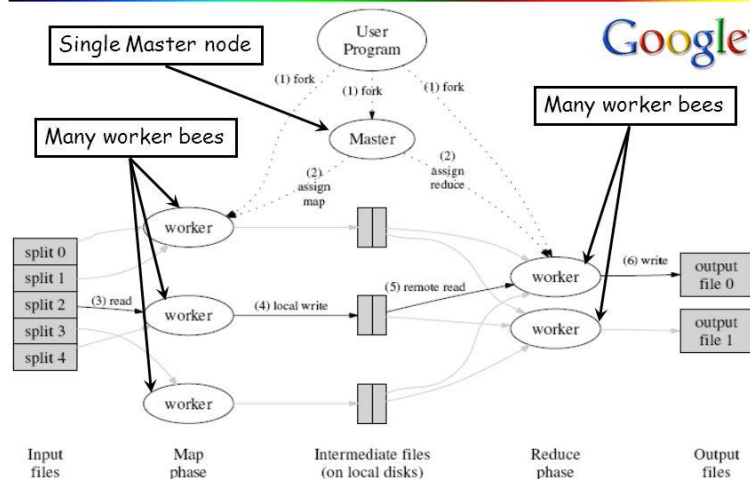 Google
Single Master node
User
Program
(1) fork
(1) fork
(1) fork
Many worker bees
Many worker bees
Master
(2)
assign
map
(2)
assign
reduce
worker
split 0
split 1
split 2
split 3
split 4
(3) read
worker
(4) local write
(5) remote read
worker
(6) write
output
file 0
worker
output
file 1
worker
Input
files
Map
phase
Intermediate files
(on local disks)
Reduce
phase
Output
files